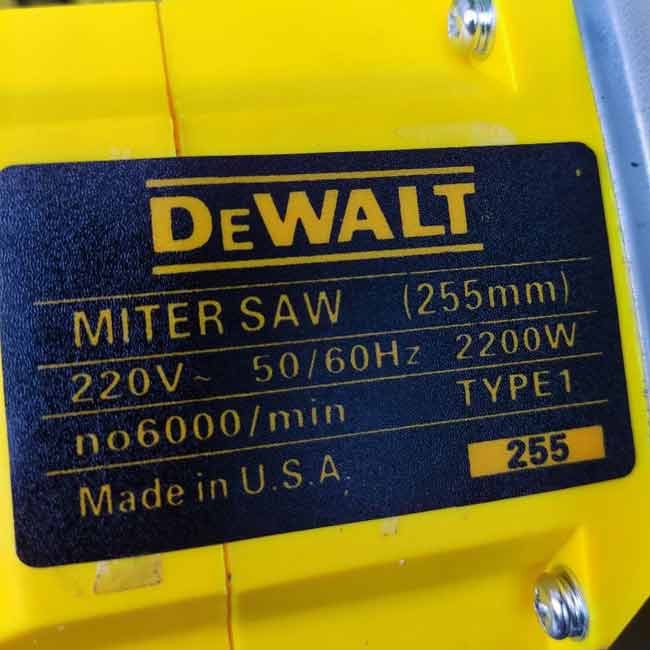 DEWALT
MITER SAW (255mm)
220V~ 50/60Hz 2200W
no6000/min TYPE1
Made in U.S.A. 255